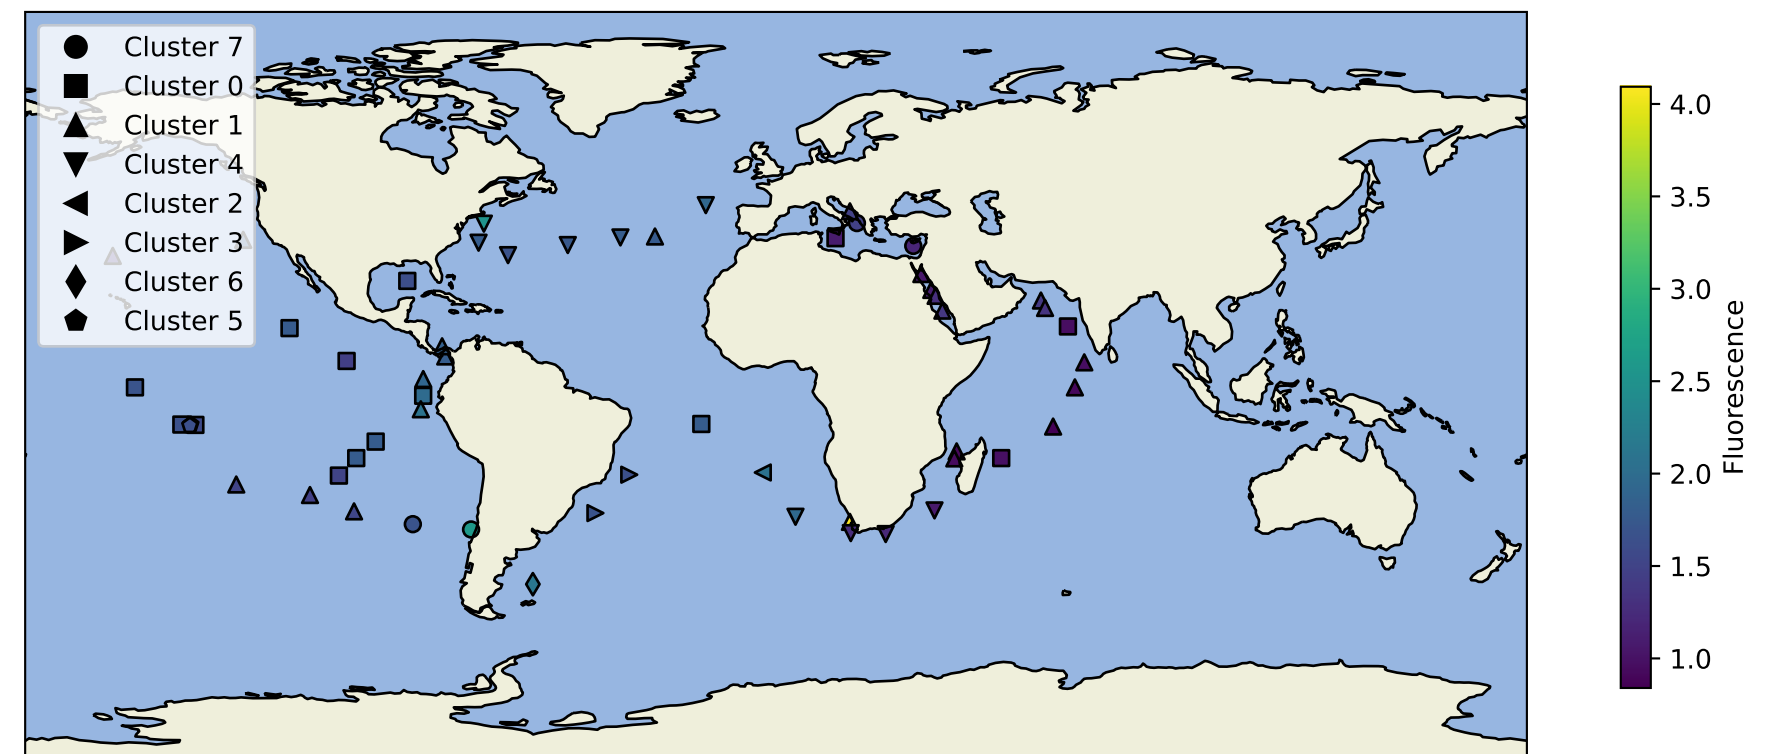 Cluster 7
Cluster 0
Cluster 1
Cluster 4
Cluster 2
Cluster 3
Cluster 6
Cluster 5
4.0
3.5
3.0
2.5
2.0
1.5
1.0
Fluorescence